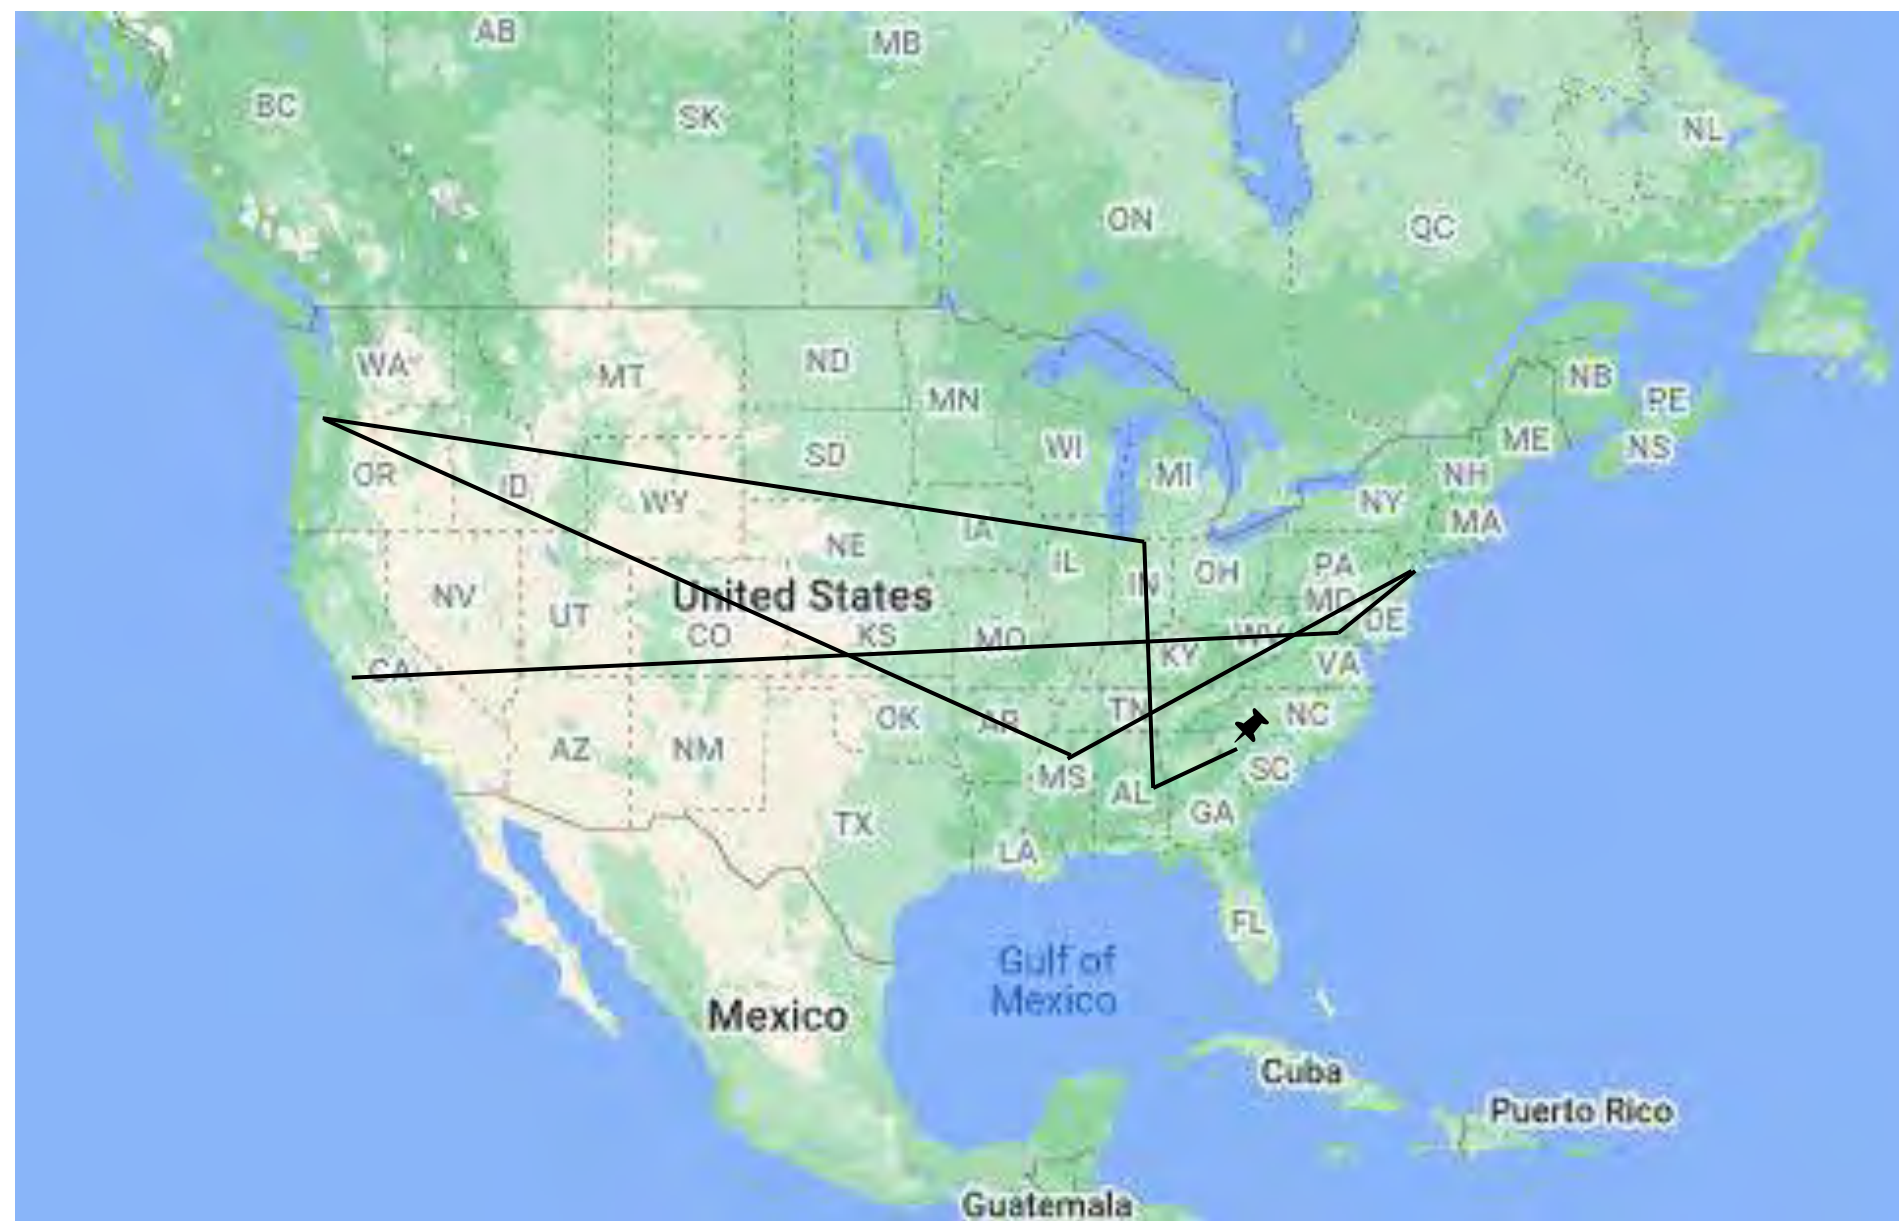 AB
MB
BC
SK
NL
ON
QC
WA
MT
ND
MN
NB
PE
ME
NS
OR
ID
SD
WI
MI
NH
WY
NY
MA
IA
NE
IL
IN
OH
PA
NV
UT
United States
MD
DE
CO
KS
MO
WV
KY
VA
CA
OK
AR
TN
NC
AZ
NM
MS
AL
SC
GA
TX
LA
FL
Gulf of
Mexico
Mexico
Cuba
Puerto Rico
Guatemala